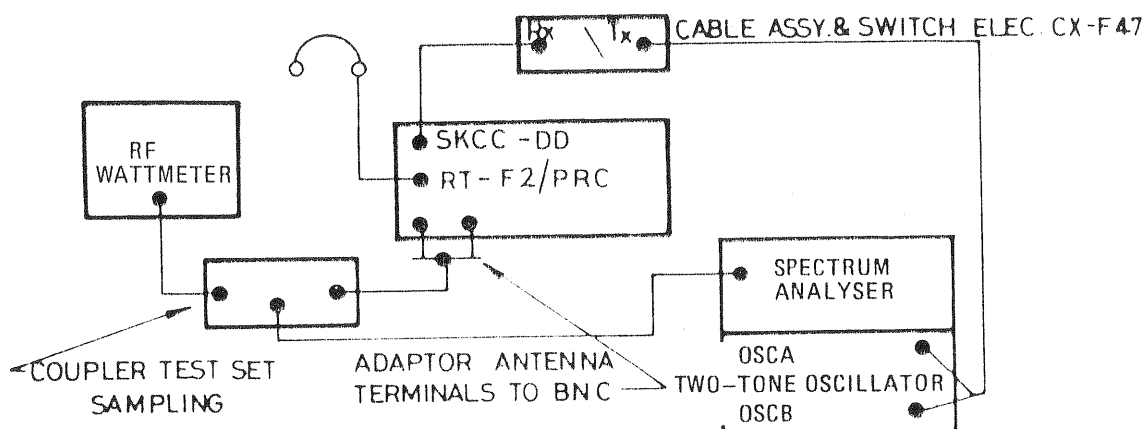 Rx Tx CABLE ASSY.& SWITCH ELEC. CX-F47
SKCC-DD
RT-F2/PRC
RF
WATTMETER
SPECTRUM
ANALYSER
COUPLER TEST SET
SAMPLING
ADAPTOR ANTENNA
TERMINALS TO BNC
OSCA
TWO-TONE OSCILLATOR
OSCB